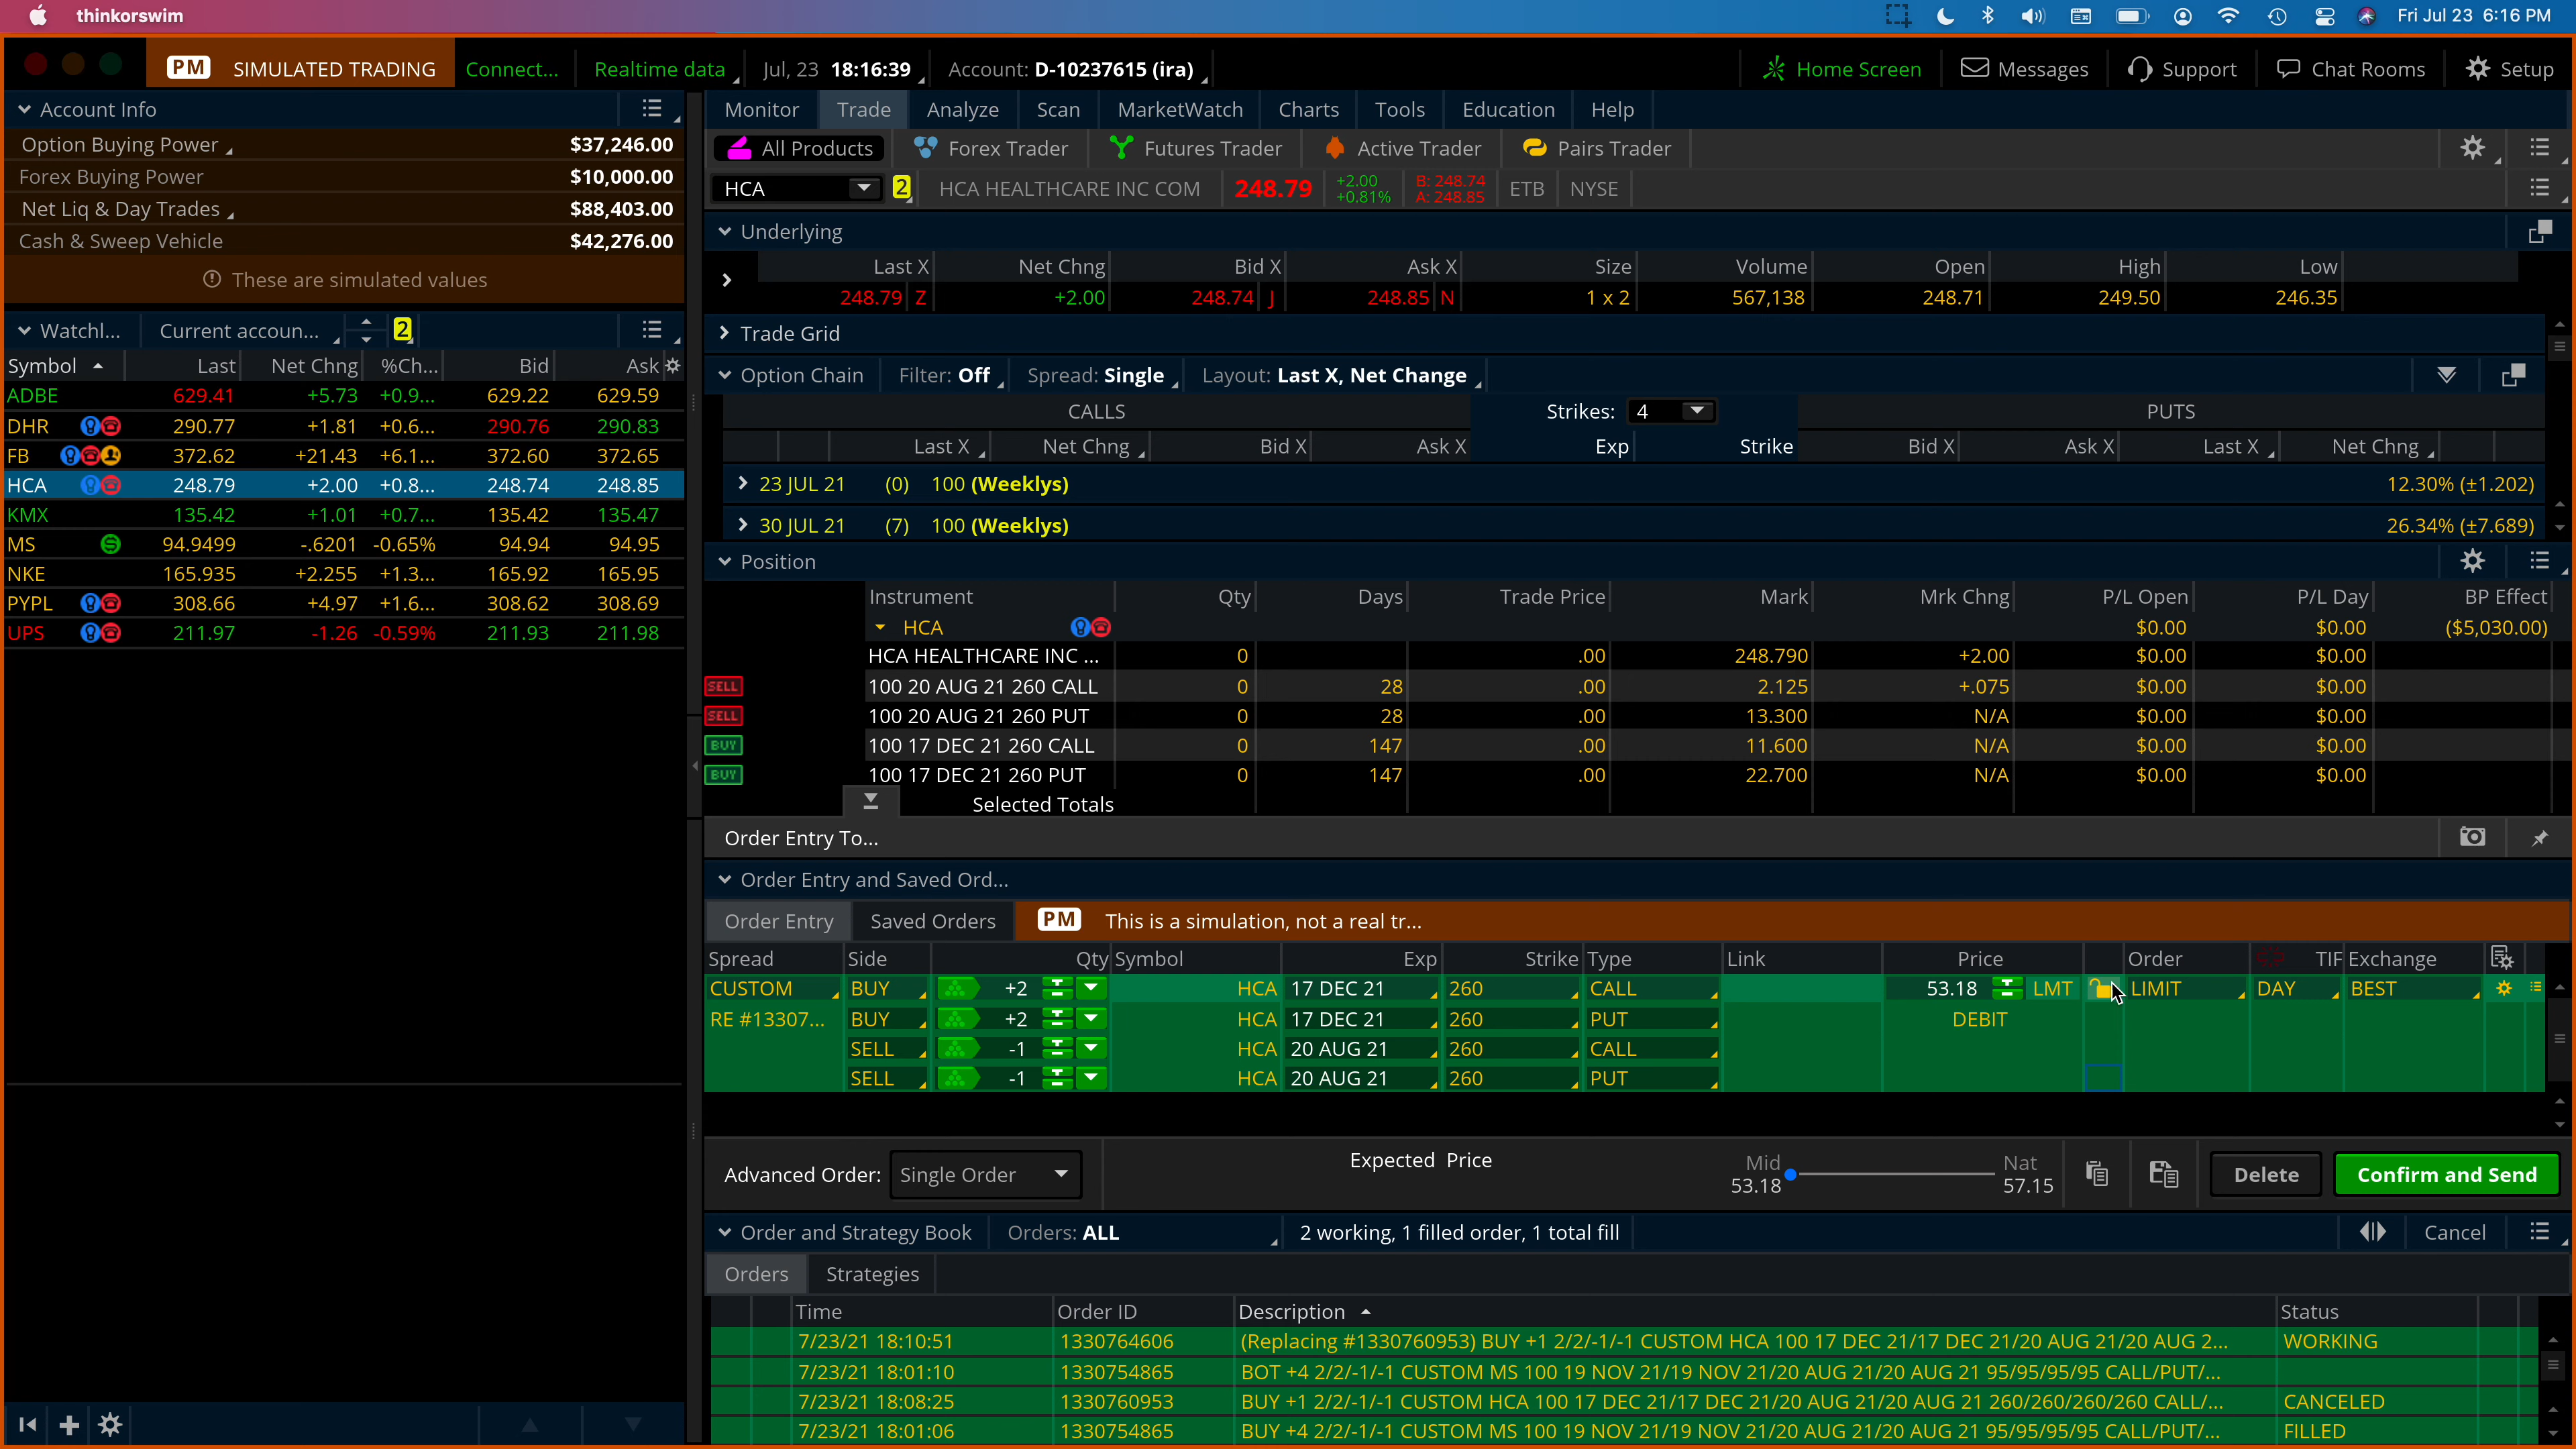 thinkorswim Fri Jul 23 6:16 PM
PM SIMULATED TRADING Connect... Realtime data Jul, 23 18:16:39 Account: D-10237615 (ira) Home Screen Messages Support Chat Rooms Setup
Account Info
Option Buying Power $37,246.00
Forex Buying Power $10,000.00
Net Liq & Day Trades $88,403.00
Cash & Sweep Vehicle $42,276.00
These are simulated values
Watchl... Current accoun... 2
Symbol Last Net Chng %Ch... Bid Ask
ADBE 629.41 +5.73 +0.9... 629.22 629.59
DHR 290.77 +1.81 +0.6... 290.76 290.83
FB 372.62 +21.43 +6.1... 372.60 372.65
HCA 248.79 +2.00 +0.8... 248.74 248.85
KMX 135.42 +1.01 +0.7... 135.42 135.47
MS 94.9499 -.6201 -0.65% 94.94 94.95
NKE 165.935 +2.255 +1.3... 165.92 165.95
PYPL 308.66 +4.97 +1.6... 308.62 308.69
UPS 211.97 -1.26 -0.59% 211.93 211.98
Monitor Trade Analyze Scan MarketWatch Charts Tools Education Help
All Products Forex Trader Futures Trader Active Trader Pairs Trader
HCA 2 HCA HEALTHCARE INC COM 248.79 +2.00 +0.81% B: 248.74 A: 248.85 ETB NYSE
Underlying
Last X Net Chng Bid X Ask X Size Volume Open High Low
248.79 Z +2.00 248.74 J 248.85 N 1 x 2 567,138 248.71 249.50 246.35
Trade Grid
Option Chain Filter: Off Spread: Single Layout: Last X, Net Change
CALLS Strikes: 4 PUTS
Last X Net Chng Bid X Ask X Exp Strike Bid X Ask X Last X Net Chng
23 JUL 21 (0) 100 (Weeklys) 12.30% (±1.202)
30 JUL 21 (7) 100 (Weeklys) 26.34% (±7.689)
Position
Instrument Qty Days Trade Price Mark Mrk Chng P/L Open P/L Day BP Effect
HCA $0.00 $0.00 ($5,030.00)
HCA HEALTHCARE INC ... 0 .00 248.790 +2.00 $0.00 $0.00
SELL 100 20 AUG 21 260 CALL 0 28 .00 2.125 +.075 $0.00 $0.00
SELL 100 20 AUG 21 260 PUT 0 28 .00 13.300 N/A $0.00 $0.00
BUY 100 17 DEC 21 260 CALL 0 147 .00 11.600 N/A $0.00 $0.00
BUY 100 17 DEC 21 260 PUT 0 147 .00 22.700 N/A $0.00 $0.00
Selected Totals
Order Entry To...
Order Entry and Saved Ord...
Order Entry Saved Orders PM This is a simulation, not a real tr...
Spread Side Qty Symbol Exp Strike Type Link Price Order TIF Exchange
CUSTOM BUY +2 HCA 17 DEC 21 260 CALL 53.18 LMT LIMIT DAY BEST
RE #13307... BUY +2 HCA 17 DEC 21 260 PUT DEBIT
SELL -1 HCA 20 AUG 21 260 CALL
SELL -1 HCA 20 AUG 21 260 PUT
Advanced Order: Single Order Expected Price Mid 53.18 Nat 57.15 Delete Confirm and Send
Order and Strategy Book Orders: ALL 2 working, 1 filled order, 1 total fill Cancel
Orders Strategies
Time Order ID Description Status
7/23/21 18:10:51 1330764606 (Replacing #1330760953) BUY +1 2/2/-1/-1 CUSTOM HCA 100 17 DEC 21/17 DEC 21/20 AUG 21/20 AUG 2... WORKING
7/23/21 18:01:10 1330754865 BOT +4 2/2/-1/-1 CUSTOM MS 100 19 NOV 21/19 NOV 21/20 AUG 21/20 AUG 21 95/95/95/95 CALL/PUT/...
7/23/21 18:08:25 1330760953 BUY +1 2/2/-1/-1 CUSTOM HCA 100 17 DEC 21/17 DEC 21/20 AUG 21/20 AUG 21 260/260/260/260 CALL/... CANCELED
7/23/21 18:01:06 1330754865 BUY +4 2/2/-1/-1 CUSTOM MS 100 19 NOV 21/19 NOV 21/20 AUG 21/20 AUG 21 95/95/95/95 CALL/PUT/... FILLED